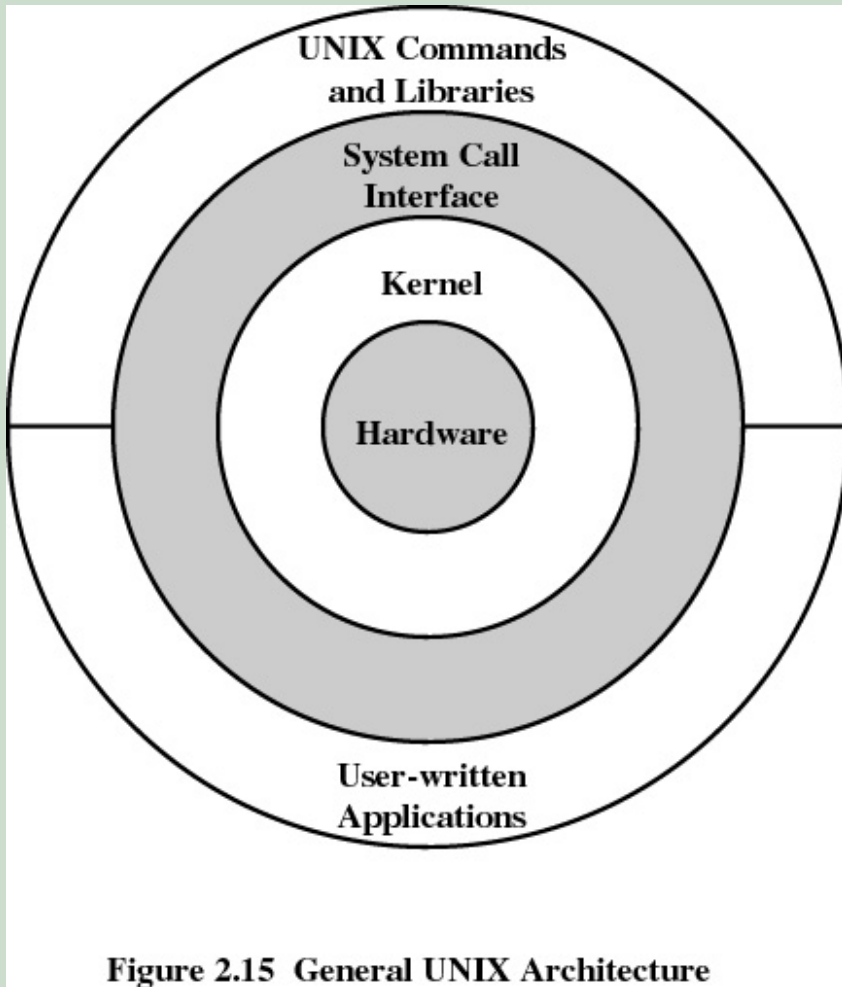 UNIX Commands
and Libraries
System Call
Interface
Kernel
Hardware
User-written
Applications
Figure 2.15 General UNIX Architecture